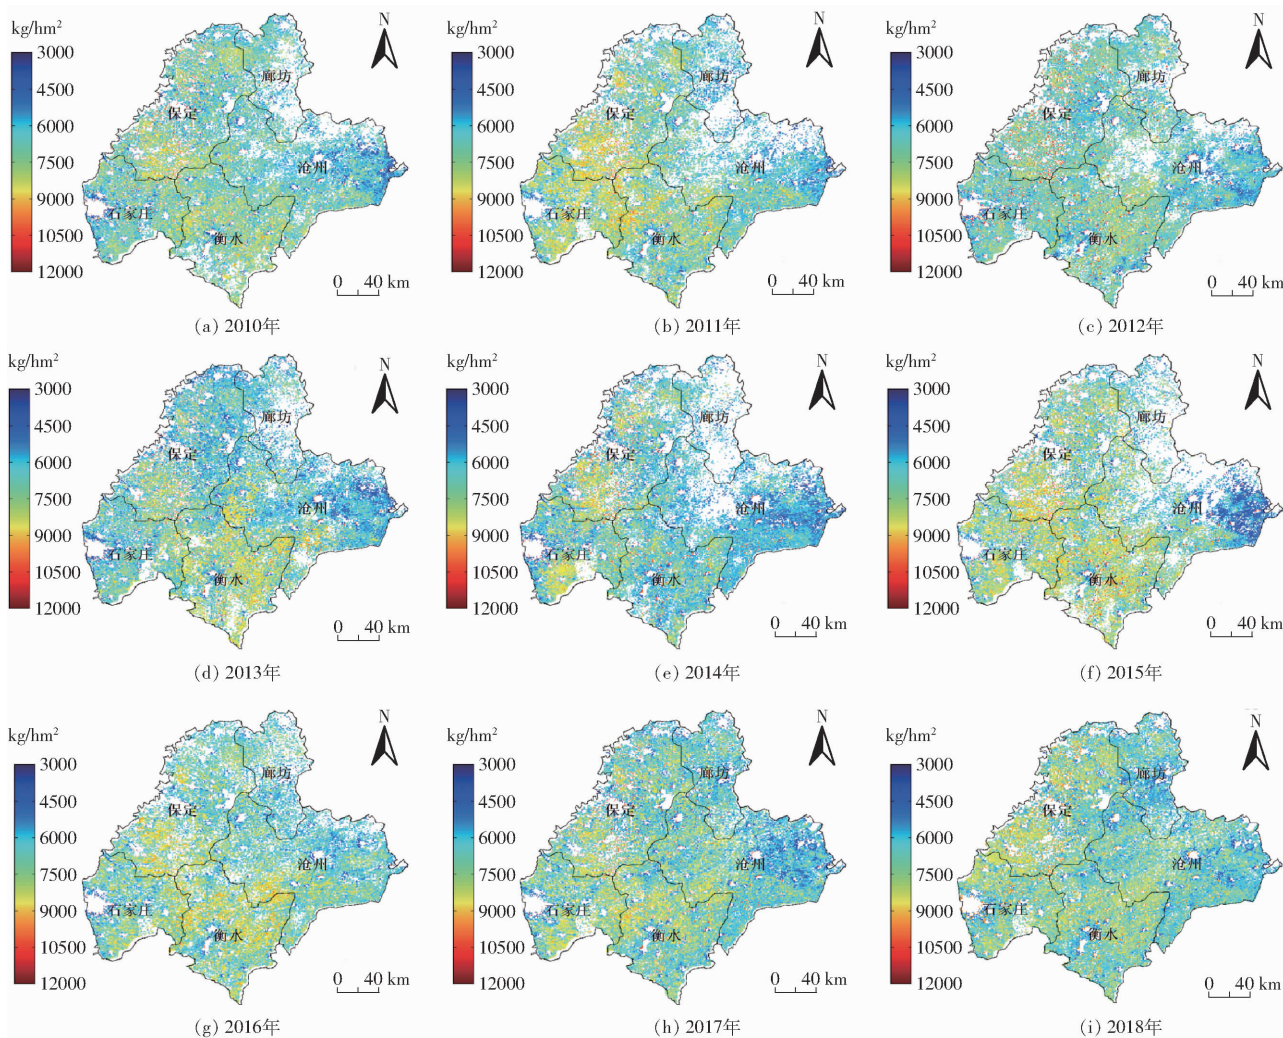 kg/hm²
3000
4500
6000
7500
9000
10500
12000
N
廊坊
保定
沧州
石家庄
衡水
0 40 km
(a) 2010年
kg/hm²
3000
4500
6000
7500
9000
10500
12000
N
廊坊
保定
沧州
石家庄
衡水
0 40 km
(b) 2011年
kg/hm²
3000
4500
6000
7500
9000
10500
12000
N
廊坊
保定
沧州
石家庄
衡水
0 40 km
(c) 2012年
kg/hm²
3000
4500
6000
7500
9000
10500
12000
N
廊坊
保定
沧州
石家庄
衡水
0 40 km
(d) 2013年
kg/hm²
3000
4500
6000
7500
9000
10500
12000
N
廊坊
保定
沧州
石家庄
衡水
0 40 km
(e) 2014年
kg/hm²
3000
4500
6000
7500
9000
10500
12000
N
廊坊
保定
沧州
石家庄
衡水
0 40 km
(f) 2015年
kg/hm²
3000
4500
6000
7500
9000
10500
12000
N
廊坊
保定
沧州
石家庄
衡水
0 40 km
(g) 2016年
kg/hm²
3000
4500
6000
7500
9000
10500
12000
N
廊坊
保定
沧州
石家庄
衡水
0 40 km
(h) 2017年
kg/hm²
3000
4500
6000
7500
9000
10500
12000
N
廊坊
保定
沧州
石家庄
衡水
0 40 km
(i) 2018年